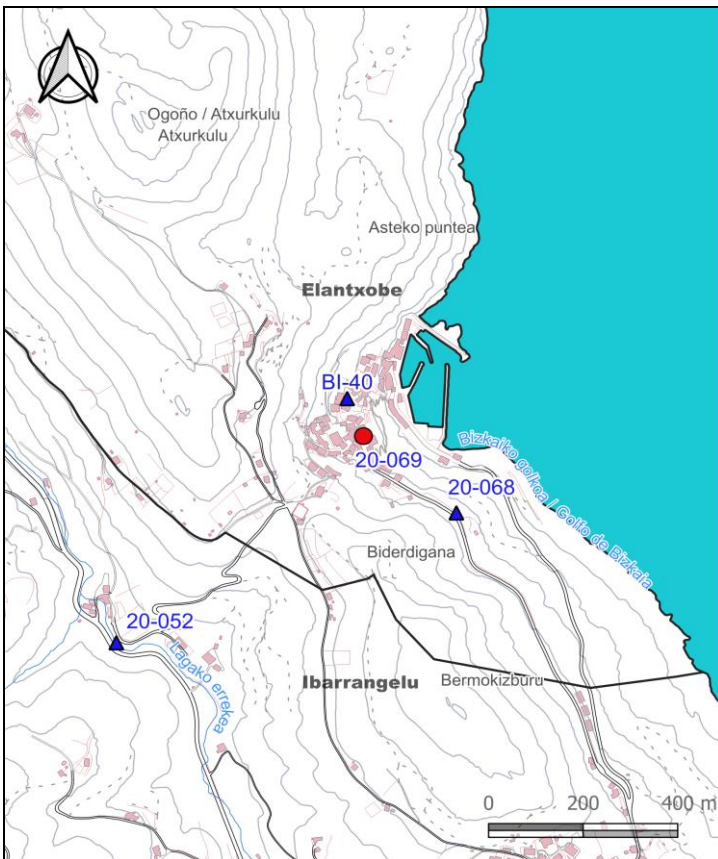 Ogoño / Atxurkulu
Atxurkulu
Asteko puntea
Elantxobe
BI-40
20-069
20-068
Bizkaiko golkoa / Golfo de Bizkaia
Biderdigana
20-052
Lagako errekea
Ibarrangelu
Bermokizburu
0 200 400 m